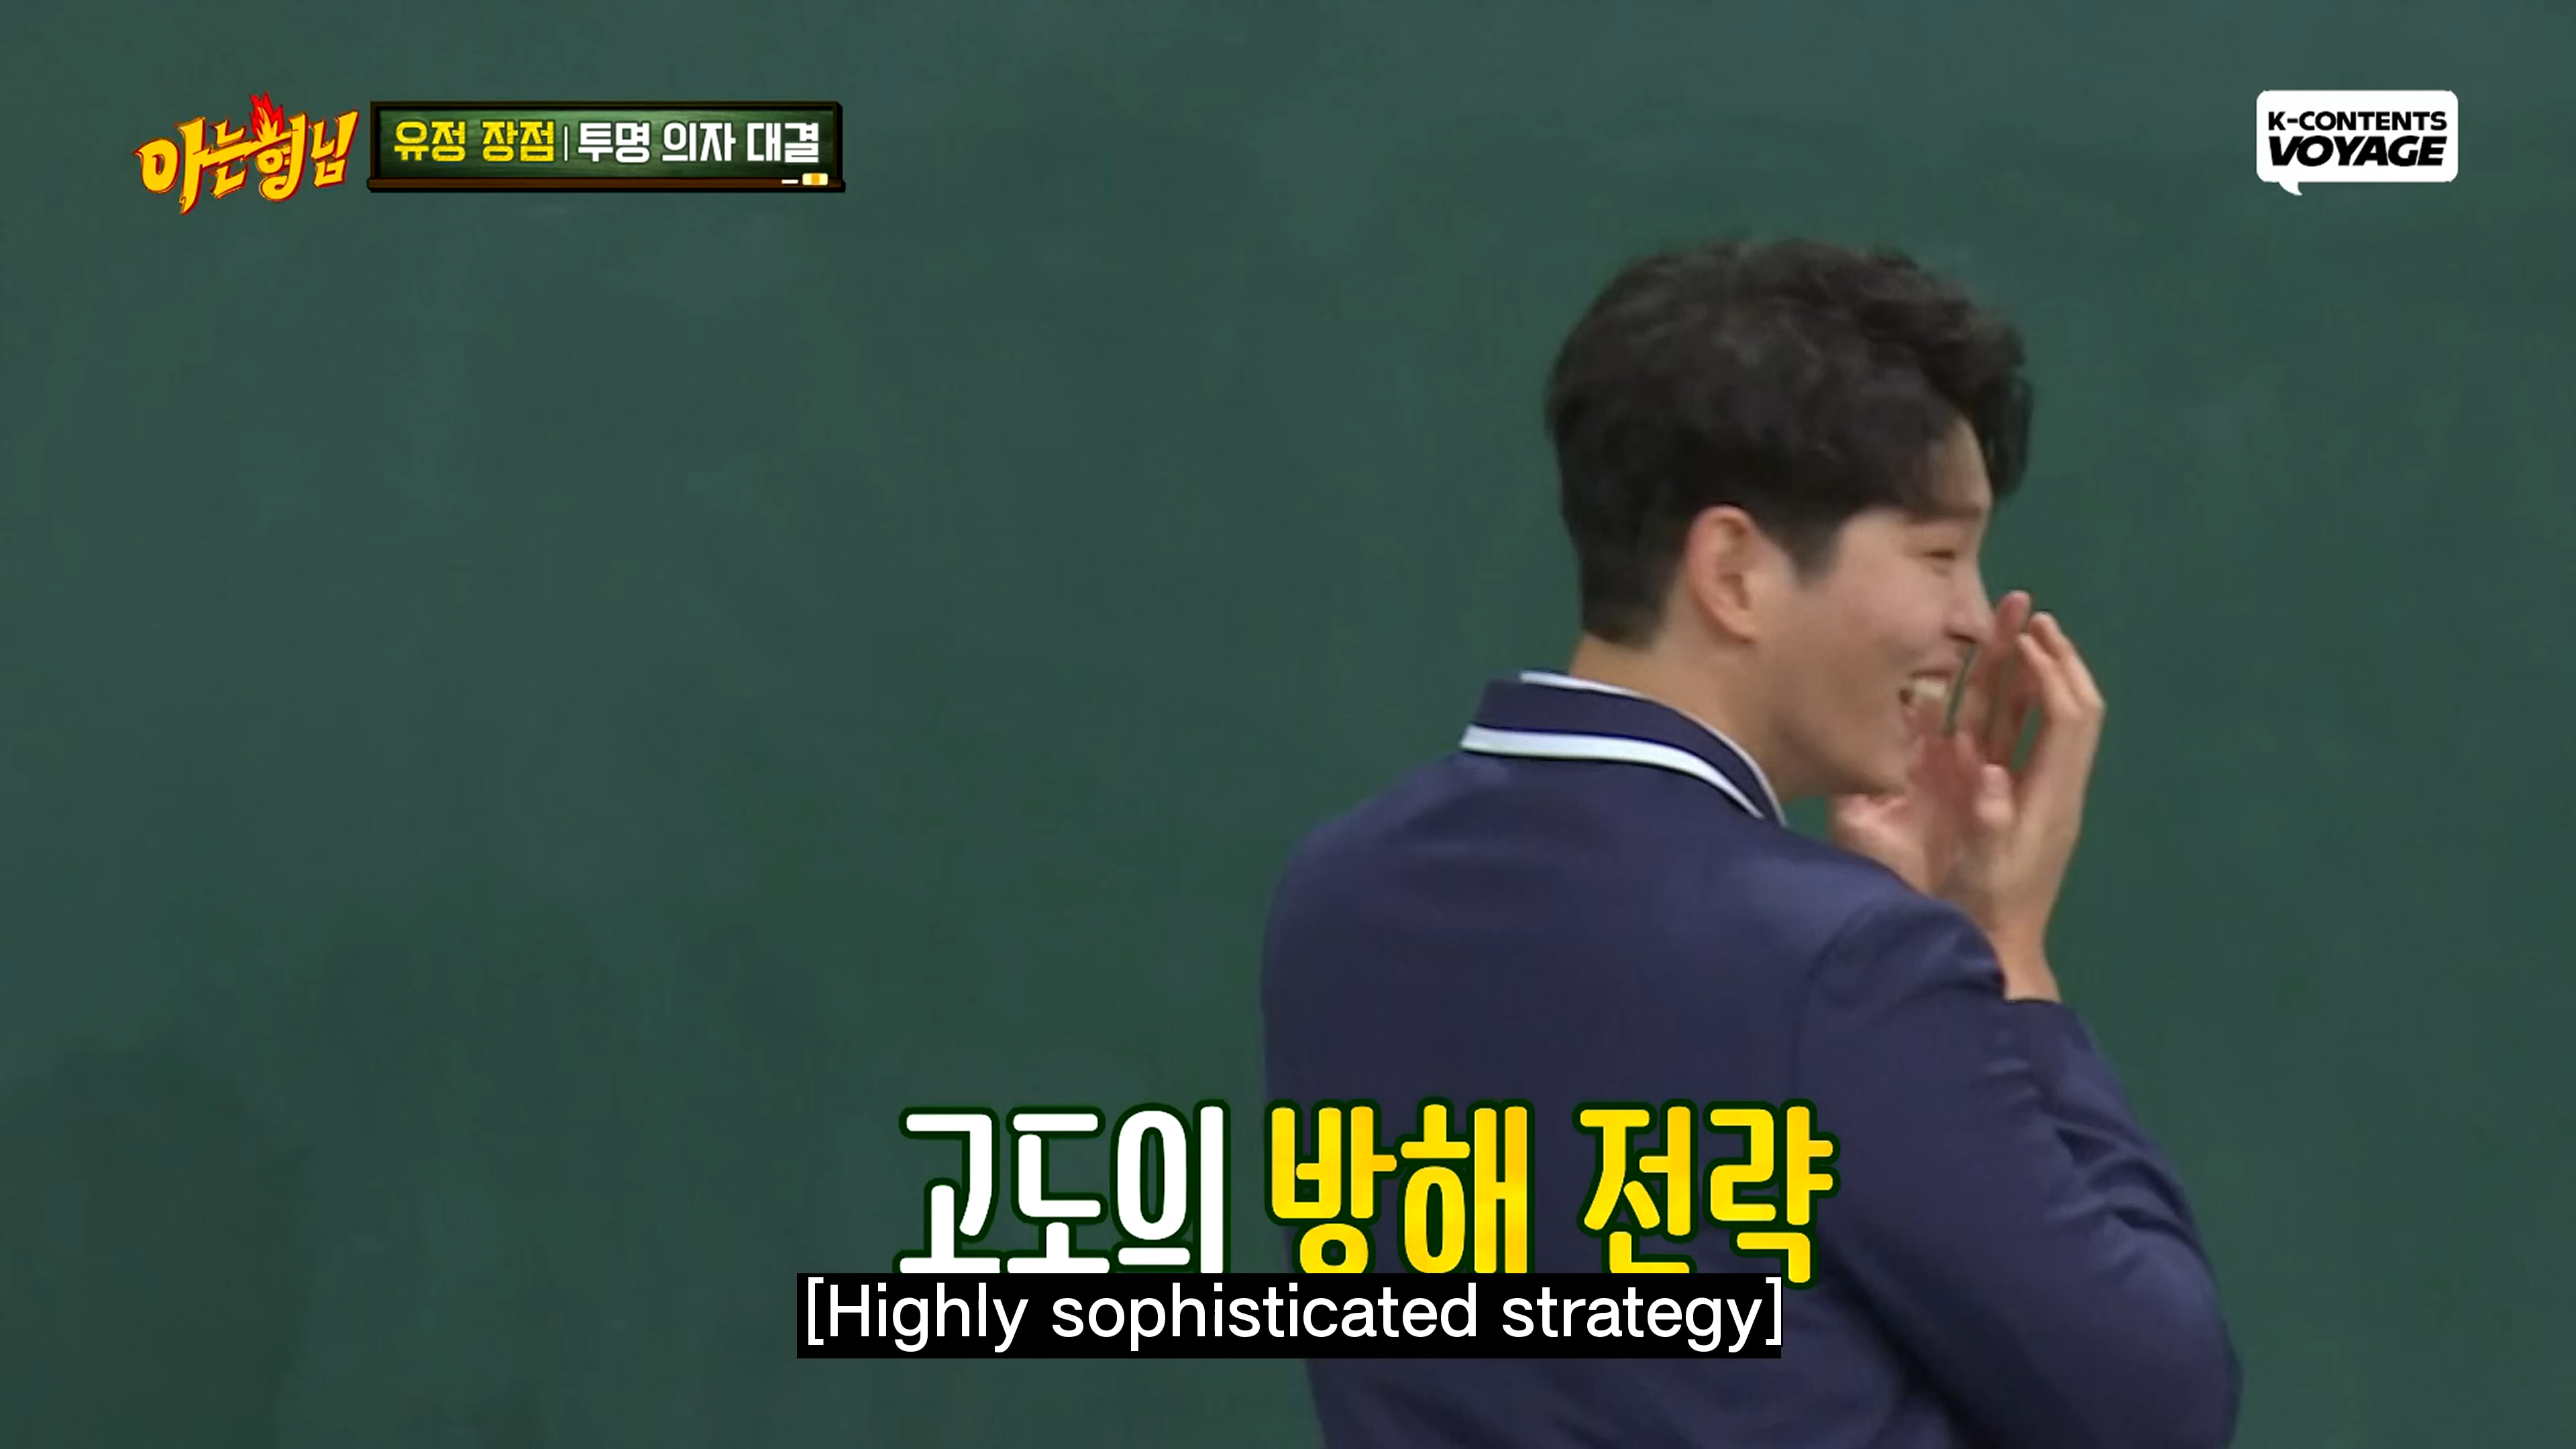 아는형님
유정 장점 | 투명 의자 대결
K-CONTENTS
VOYAGE
고도의 방해 전략
[Highly sophisticated strategy]